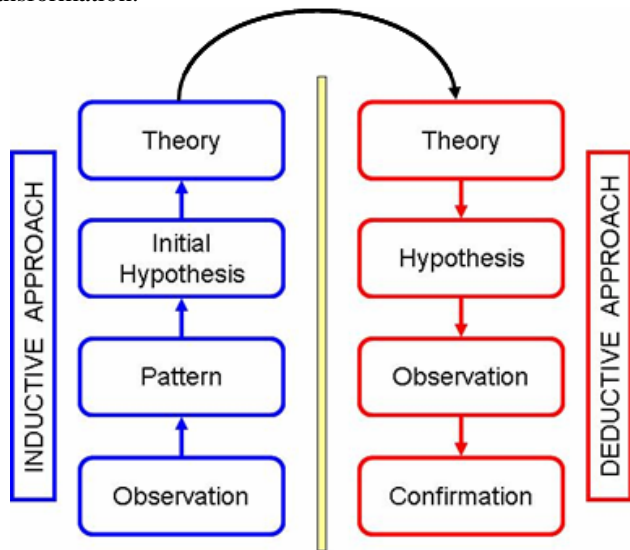 Theory
Initial
Hypothesis
Pattern
Observation
INDUCTIVE APPROACH
Theory
Hypothesis
Observation
Confirmation
DEDUCTIVE APPROACH